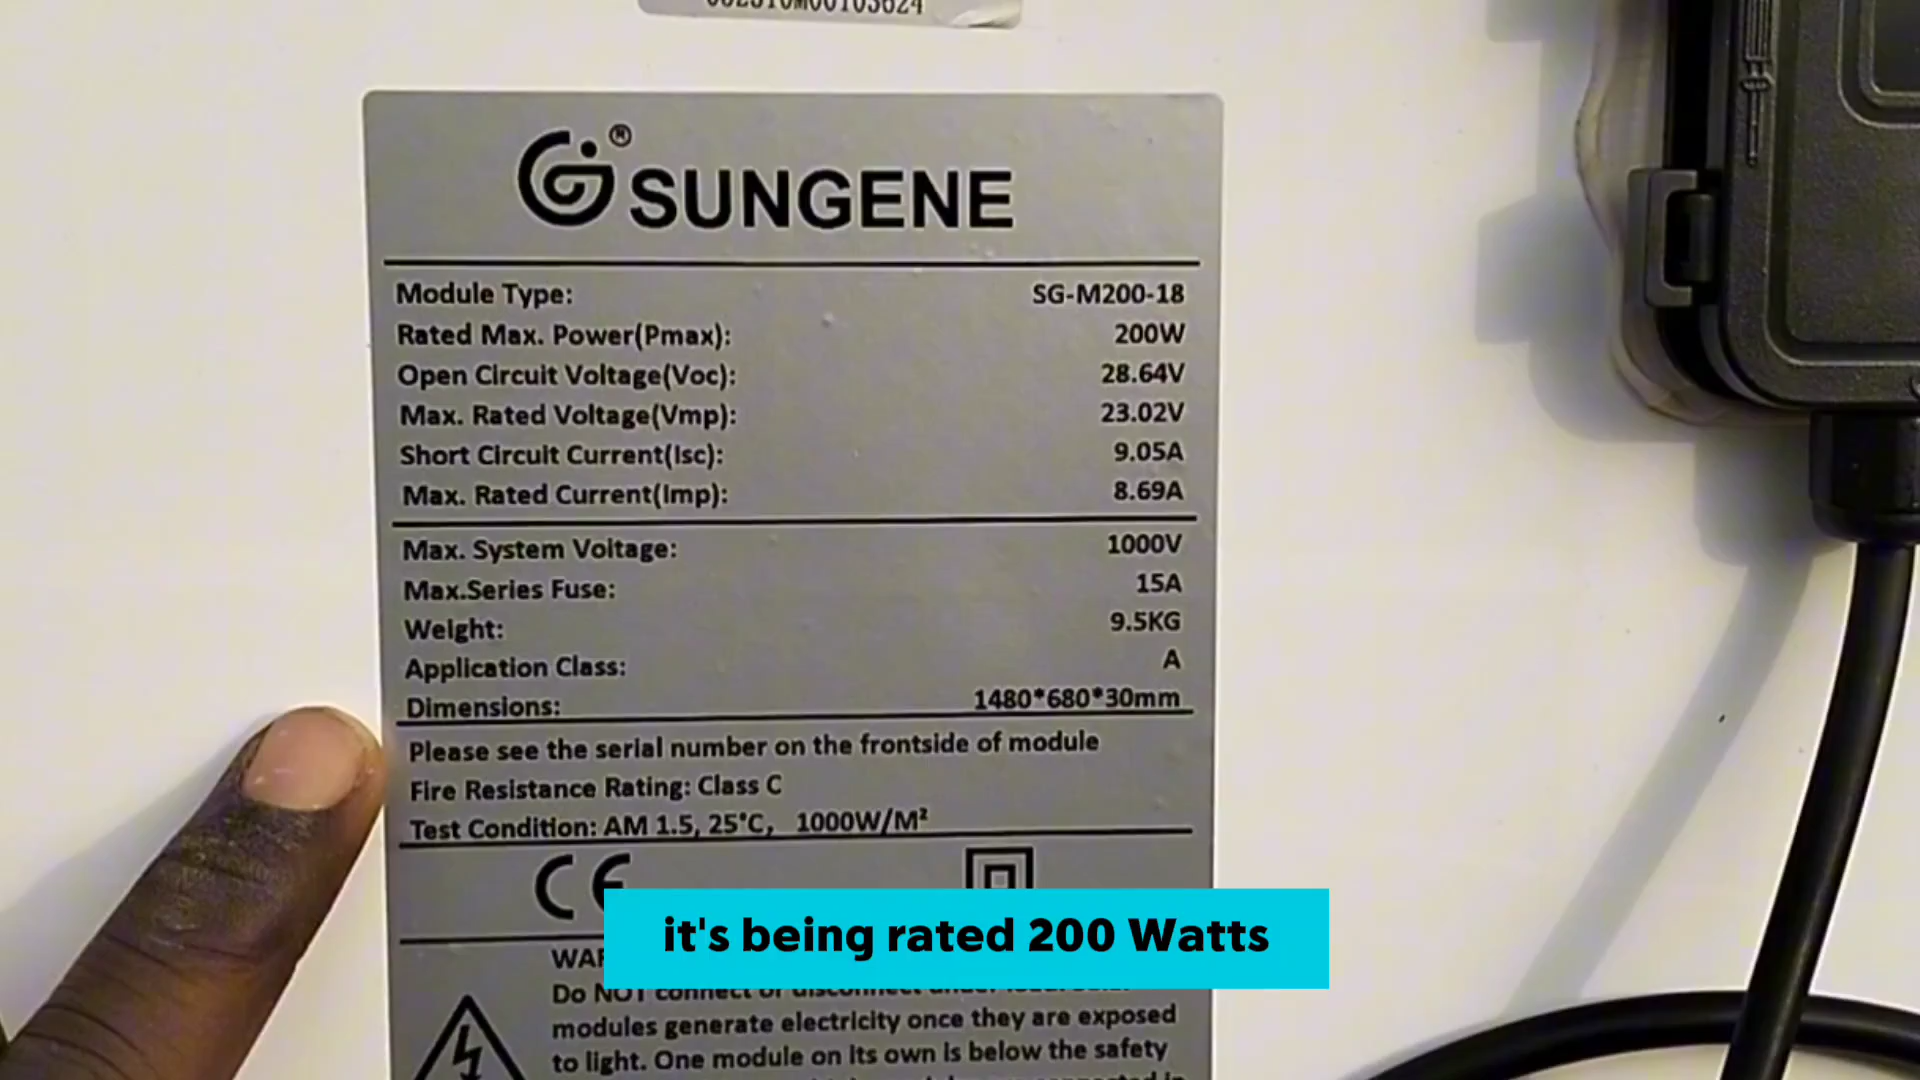 SUNGENE ®
Module Type: SG-M200-18
Rated Max. Power(Pmax): 200W
Open Circuit Voltage(Voc): 28.64V
Max. Rated Voltage(Vmp): 23.02V
Short Circuit Current(Isc): 9.05A
Max. Rated Current(Imp): 8.69A
Max. System Voltage: 1000V
Max.Series Fuse: 15A
Weight: 9.5KG
Application Class: A
Dimensions: 1480*680*30mm
Please see the serial number on the frontside of module
Fire Resistance Rating: Class C
Test Condition: AM 1.5, 25°C, 1000W/M²
CE
it's being rated 200 Watts
Do NOT connect or disconnect
modules generate electricity once they are exposed
to light. One module on its own is below the safety